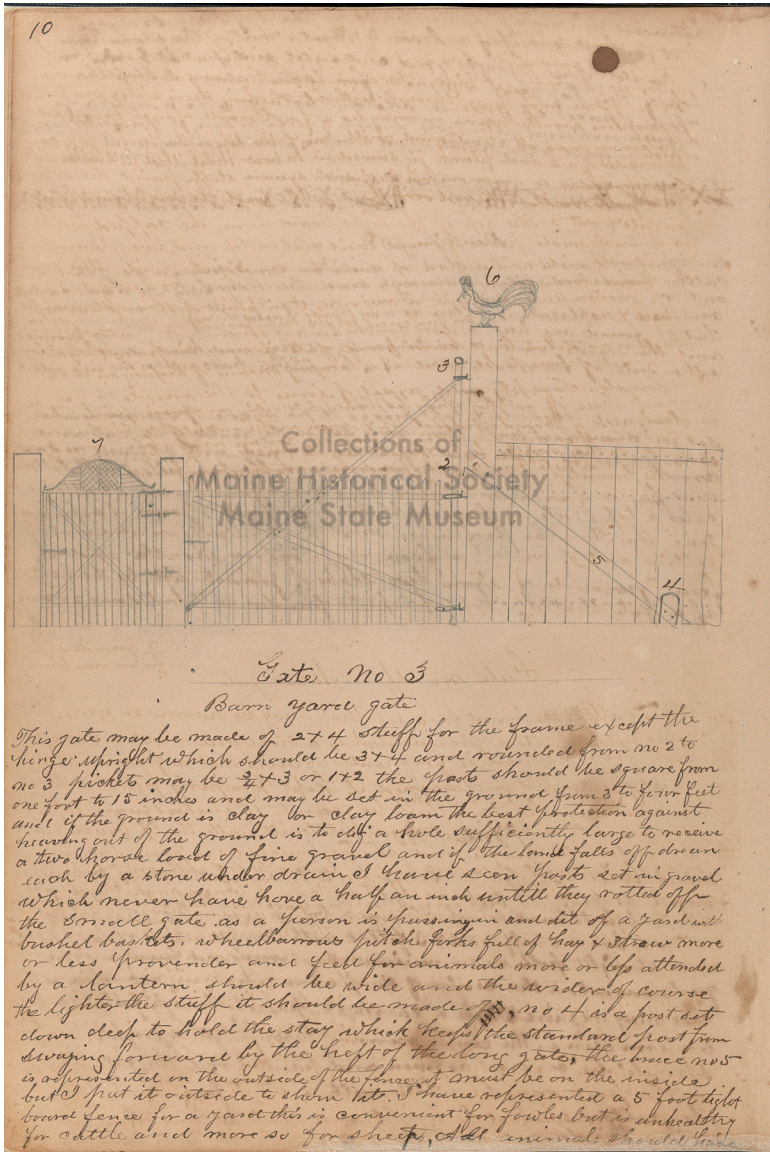 10
6
3
7
2
5
4
Collections of
Maine Historical Society
Maine State Museum
Gate No 3
Barn yard gate
This gate may be made of 2x4 stuff for the frame except the
hinge upright which should be 3x4 and rounded from no 2 to
no 3 pickets may be 3/4x3 or 1x2 the posts should be square from
one foot to 15 inches and may be set in the ground from 3 to four feet
and if the ground is clay or clay loam the best protection against
heaving out of the ground is to dig a hole sufficiently large to receive
a two horse load of fine gravel and if the land falls off drean
each by a stone under drain I have seen posts set in gravel
which never have hove a half an inch untill they rotted off
the small gate. as a person is passing in and out of a yard with
bushel baskets. wheelbarrows pitch forks full of hay & straw more
or less provender and feed for animals more or less attended
by a lantern, should be wide and the wider of course
the lighter the stuff it should be made of, no 4 is a post set
down deep to hold the stay which keeps the standard post from
swaying forward by the heft of the long gate, the brace no 5
is represented on the outside of the fence it must be on the inside
but I put it outside to show it. I have represented a 5 foot tight
board fence for a yard this is convenient for fowles but is unhealthy
for cattle and more so for sheep, All animals should have